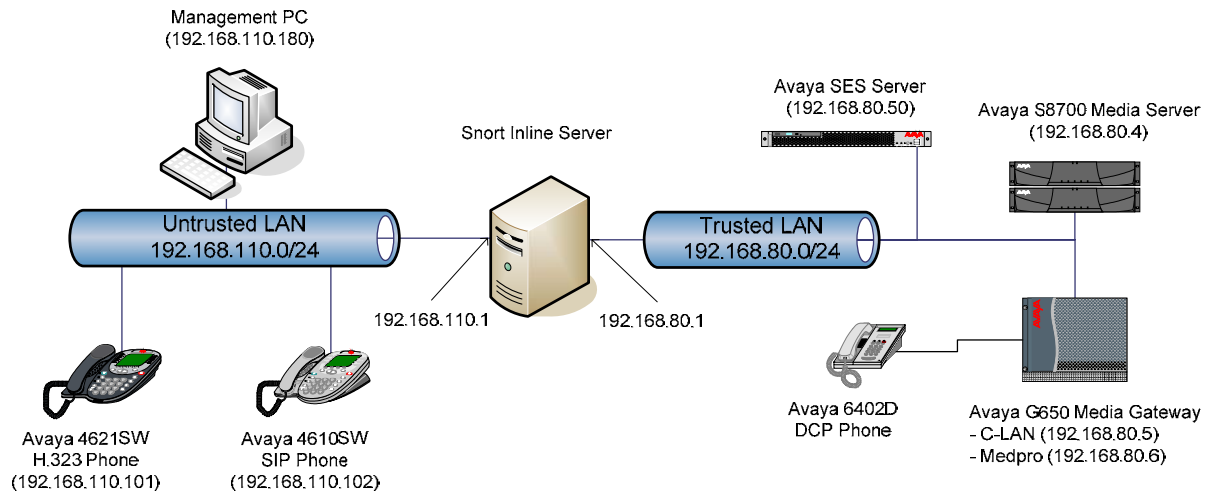 Management PC
(192.168.110.180)
Avaya SES Server
(192.168.80.50)
Avaya S8700 Media Server
(192.168.80.4)
Snort Inline Server
Untrusted LAN
192.168.110.0/24
Trusted LAN
192.168.80.0/24
192.168.110.1
192.168.80.1
Avaya 4621SW
H.323 Phone
(192.168.110.101)
Avaya 4610SW
SIP Phone
(192.168.110.102)
Avaya 6402D
DCP Phone
Avaya G650 Media Gateway
- C-LAN (192.168.80.5)
- Medpro (192.168.80.6)